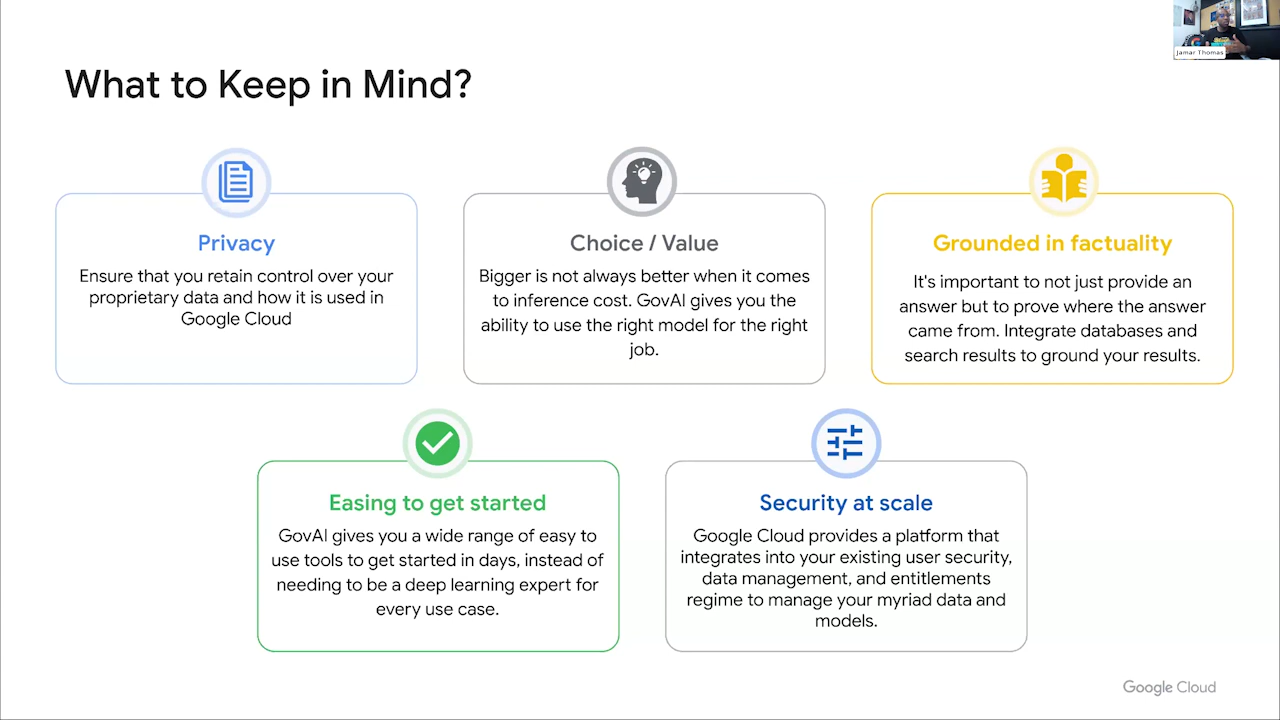 Jamar Thomas
What to Keep in Mind?
Privacy
Ensure that you retain control over your
proprietary data and how it is used in
Google Cloud
Choice / Value
Bigger is not always better when it comes
to inference cost. GovAI gives you the
ability to use the right model for the right
job.
Grounded in factuality
It's important to not just provide an
answer but to prove where the answer
came from. Integrate databases and
search results to ground your results.
Easing to get started
GovAI gives you a wide range of easy to
use tools to get started in days, instead of
needing to be a deep learning expert for
every use case.
Security at scale
Google Cloud provides a platform that
integrates into your existing user security,
data management, and entitlements
regime to manage your myriad data and
models.
Google Cloud